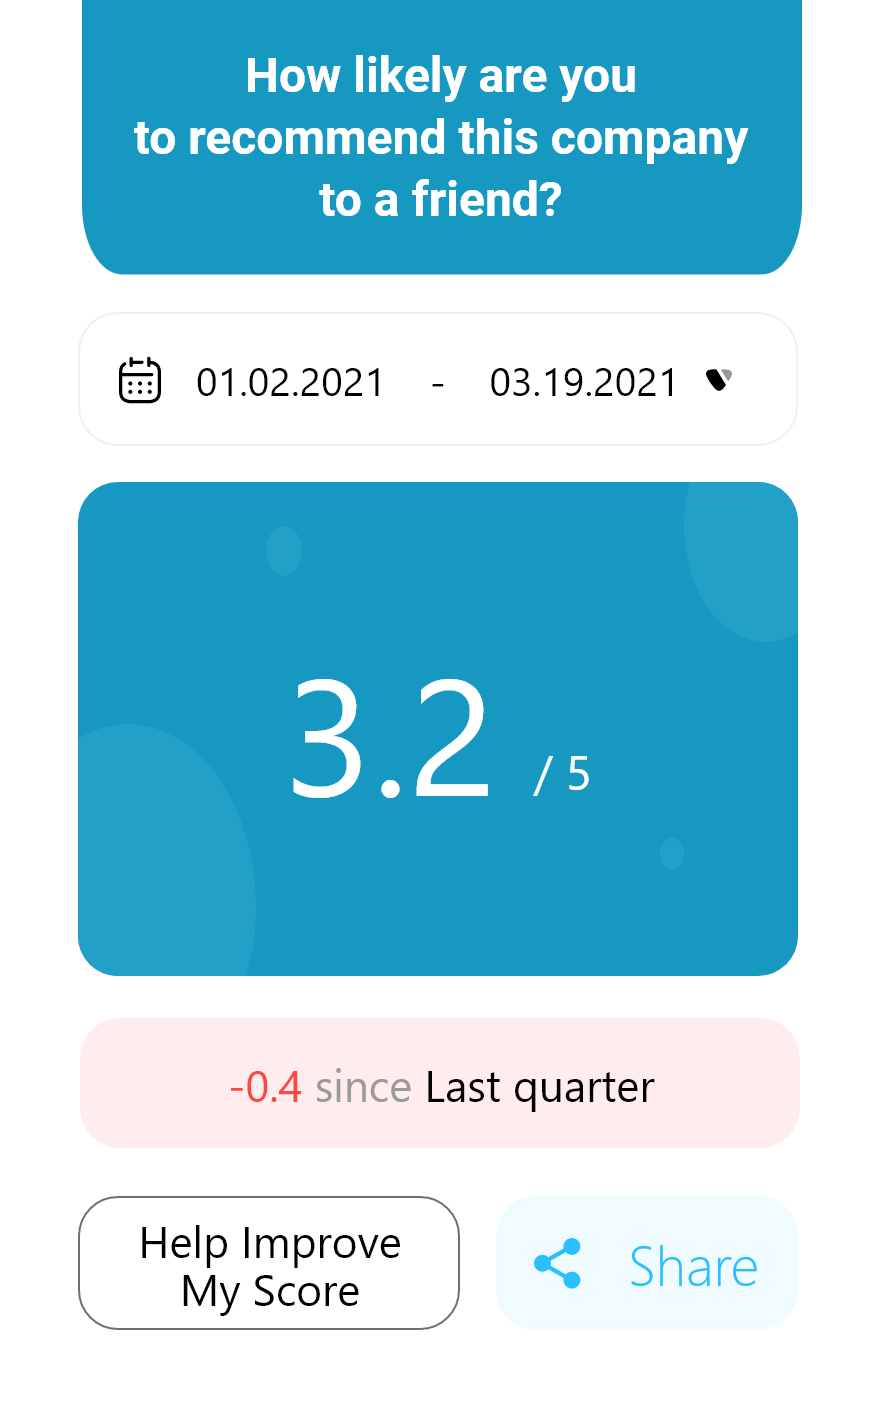 How likely are you
to recommend this company
to a friend?
01.02.2021 - 03.19.2021
3.2 / 5
-0.4 since Last quarter
Help Improve
My Score
Share